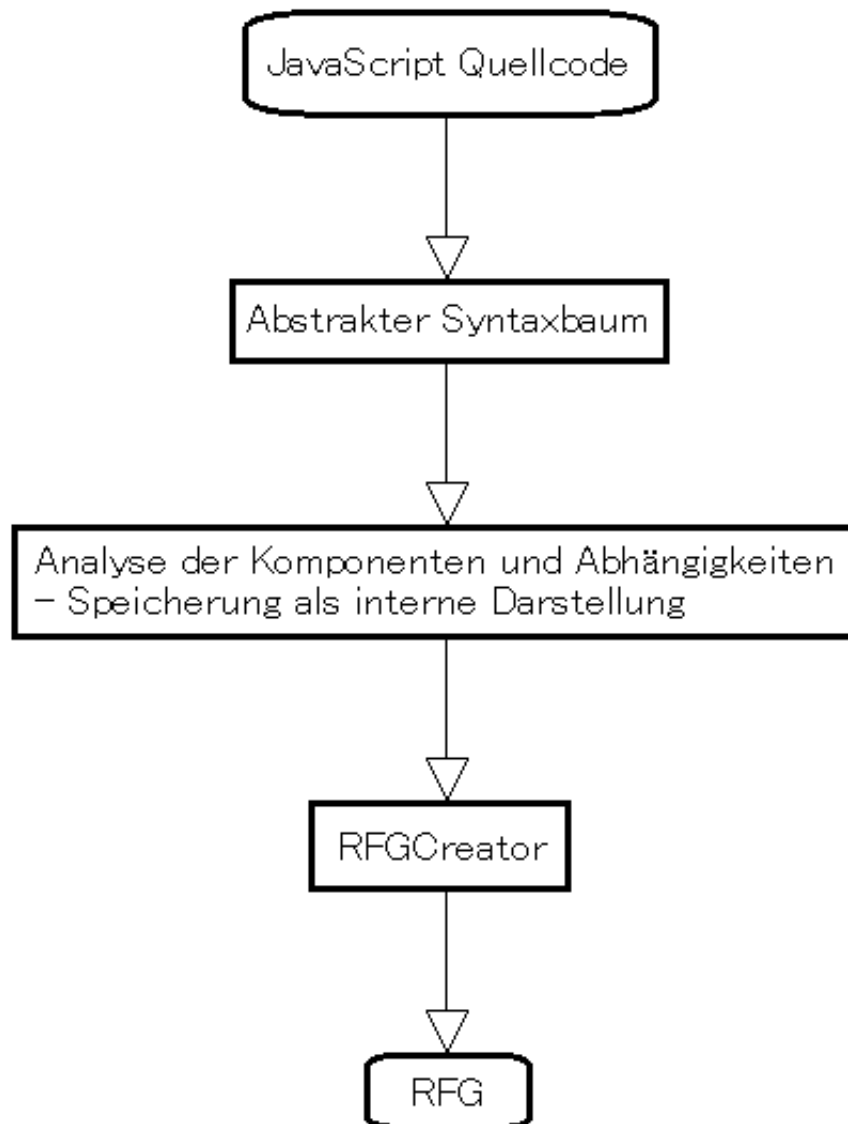 JavaScript Quellcode
Abstrakter Syntaxbaum
Analyse der Komponenten und Abhängigkeiten
– Speicherung als interne Darstellung
RFGCreator
RFG